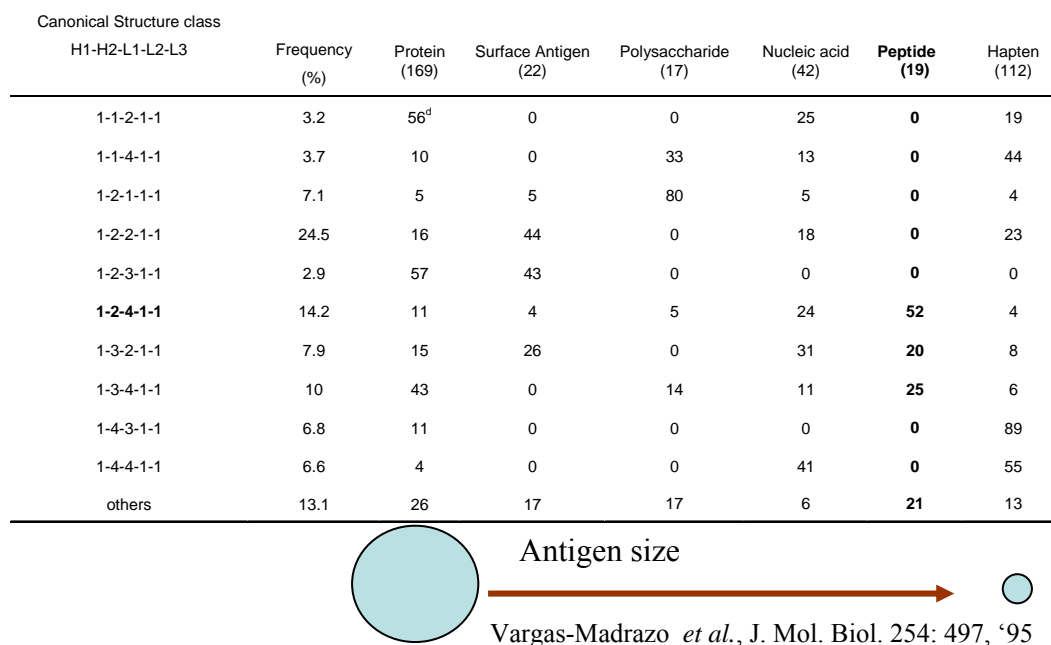 Canonical Structure class
H1-H2-L1-L2-L3 Frequency (%) Protein (169) Surface Antigen (22) Polysaccharide (17) Nucleic acid (42) Peptide (19) Hapten (112)
1-1-2-1-1 3.2 56d 0 0 25 0 19
1-1-4-1-1 3.7 10 0 33 13 0 44
1-2-1-1-1 7.1 5 5 80 5 0 4
1-2-2-1-1 24.5 16 44 0 18 0 23
1-2-3-1-1 2.9 57 43 0 0 0 0
1-2-4-1-1 14.2 11 4 5 24 52 4
1-3-2-1-1 7.9 15 26 0 31 20 8
1-3-4-1-1 10 43 0 14 11 25 6
1-4-3-1-1 6.8 11 0 0 0 0 89
1-4-4-1-1 6.6 4 0 0 41 0 55
others 13.1 26 17 17 6 21 13
Antigen size
Vargas-Madrazo et al., J. Mol. Biol. 254: 497, ‘95